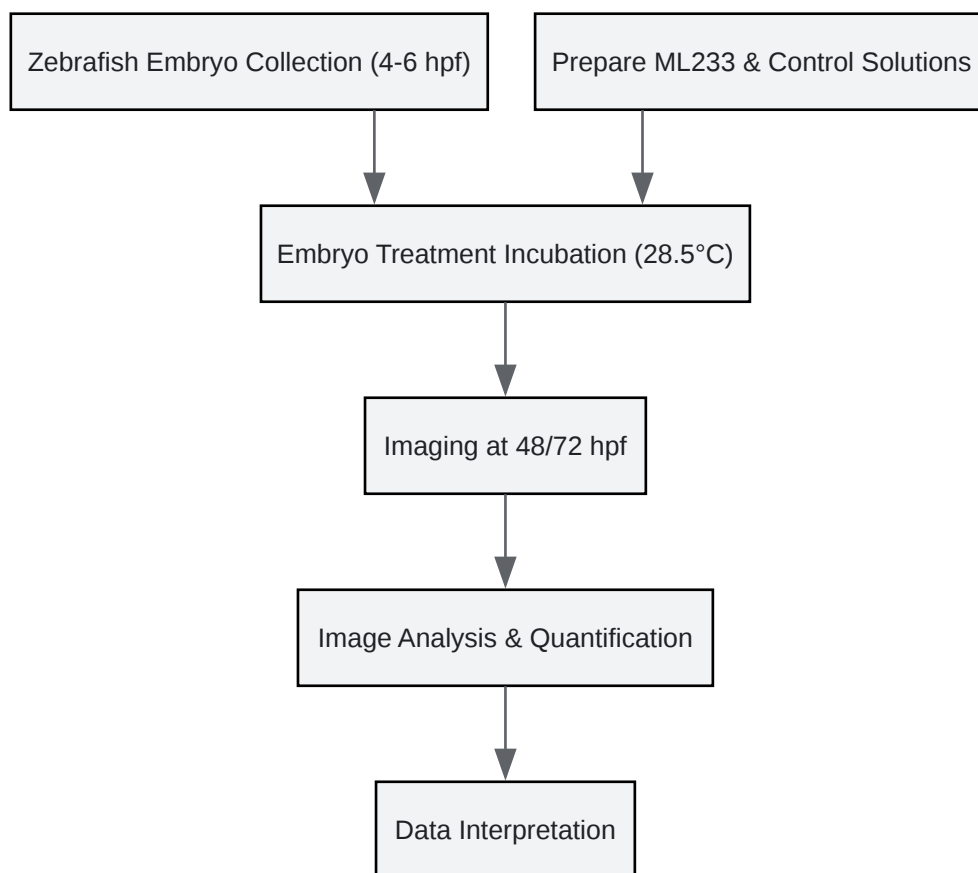 Zebrafish Embryo Collection (4-6 hpf)
Prepare ML233 & Control Solutions
Embryo Treatment Incubation (28.5°C)
Imaging at 48/72 hpf
Image Analysis & Quantification
Data Interpretation